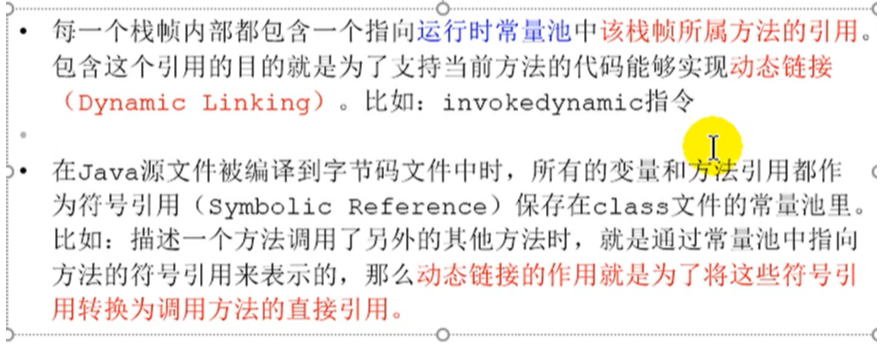 • 每一个栈帧内部都包含一个指向运行时常量池中该栈帧所属方法的引用。
包含这个引用的目的就是为了支持当前方法的代码能够实现动态链接
（Dynamic Linking）。比如：invokedynamic指令
• 在Java源文件被编译到字节码文件中时，所有的变量和方法引用都作
为符号引用（Symbolic Reference）保存在class文件的常量池里。
比如：描述一个方法调用了另外的其他方法时，就是通过常量池中指向
方法的符号引用来表示的，那么动态链接的作用就是为了将这些符号引
用转换为调用方法的直接引用。